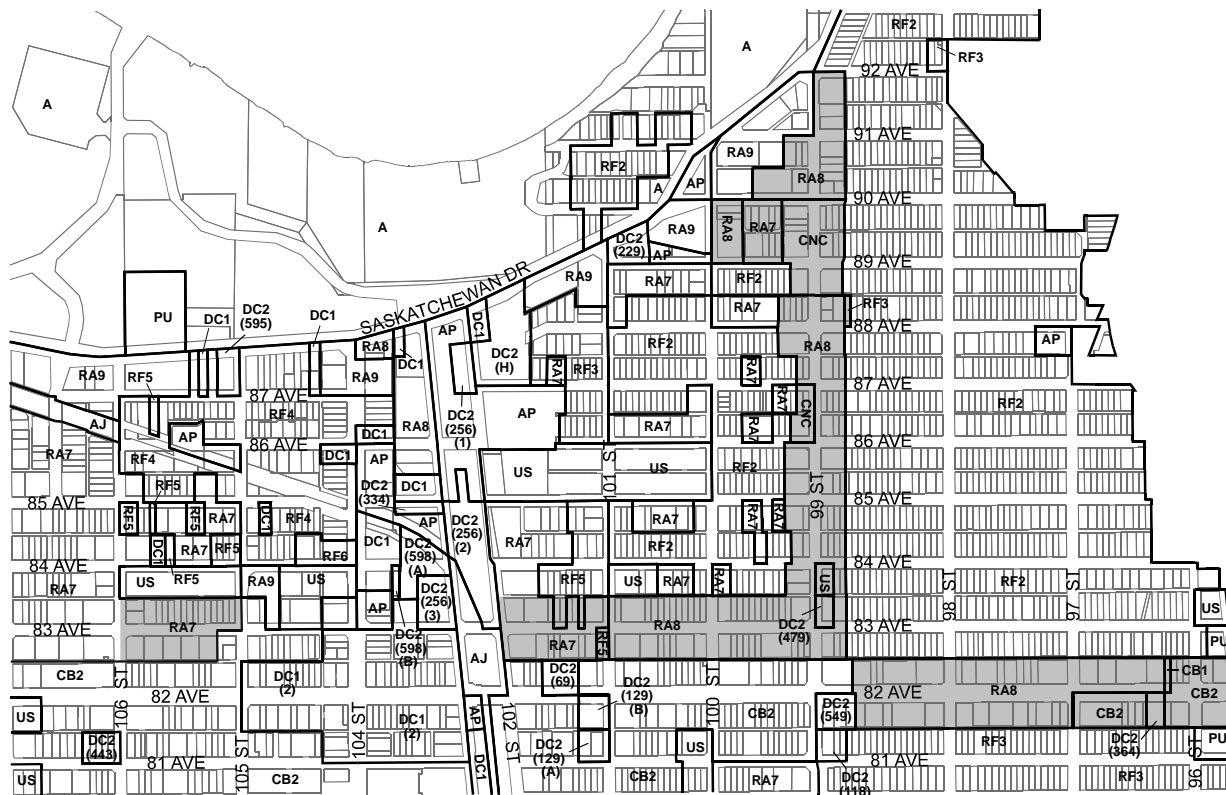 RF2
A
RF3
92 AVE
A
91 AVE
RA9
RF2
RA8
AP
A
90 AVE
RA8
RA7
RA9
A
CNC
DC2
(229)
AP
89 AVE
RA9
RA7
RF2
SASKATCHEWAN DR
RA7
RF3
PU
DC1
DC2
(595)
DC1
DC1
AP
88 AVE
RA8
RF2
RA8
AP
DC2
(H)
DC1
RA9
RF5
RA9
RA7
RF3
RA7
87 AVE
87 AVE
RF4
RA7
CNC
RF2
AJ
AP
RA8
DC2
(256)
(1)
AP
RA7
RA7
DC1
86 AVE
86 AVE
RA7
RF4
DC1
AP
US
US
RF2
101 ST
RF5
DC2
(334)
DC1
99 ST
85 AVE
85 AVE
RF5
RF5
RA7
DC1
RF4
AP
DC2
(256)
(2)
RA7
RA7
RA7
DC1
RA7
RF5
RF6
DC1
DC2
(598)
(A)
RA7
RF2
84 AVE
84 AVE
RA7
US
RF5
RA9
US
AP
DC2
(256)
(3)
RF5
US
RA7
RA7
US
98 ST
RF2
97 ST
US
83 AVE
RA7
DC2
(598)
(B)
RA8
DC2
(479)
83 AVE
RA7
RF5
PU
AJ
CB2
106 ST
DC1
(2)
DC2
(69)
DC2
(129)
(B)
100 ST
CB1
82 AVE
82 AVE
RA8
CB2
US
104 ST
DC1
(2)
AP
102 ST
CB2
DC2
(549)
CB2
DC2
(443)
105 ST
DC2
(129)
(A)
US
RF3
DC2
(364)
PU
81 AVE
81 AVE
US
CB2
DC1
CB2
RA7
DC2
(118)
RF3
96 ST